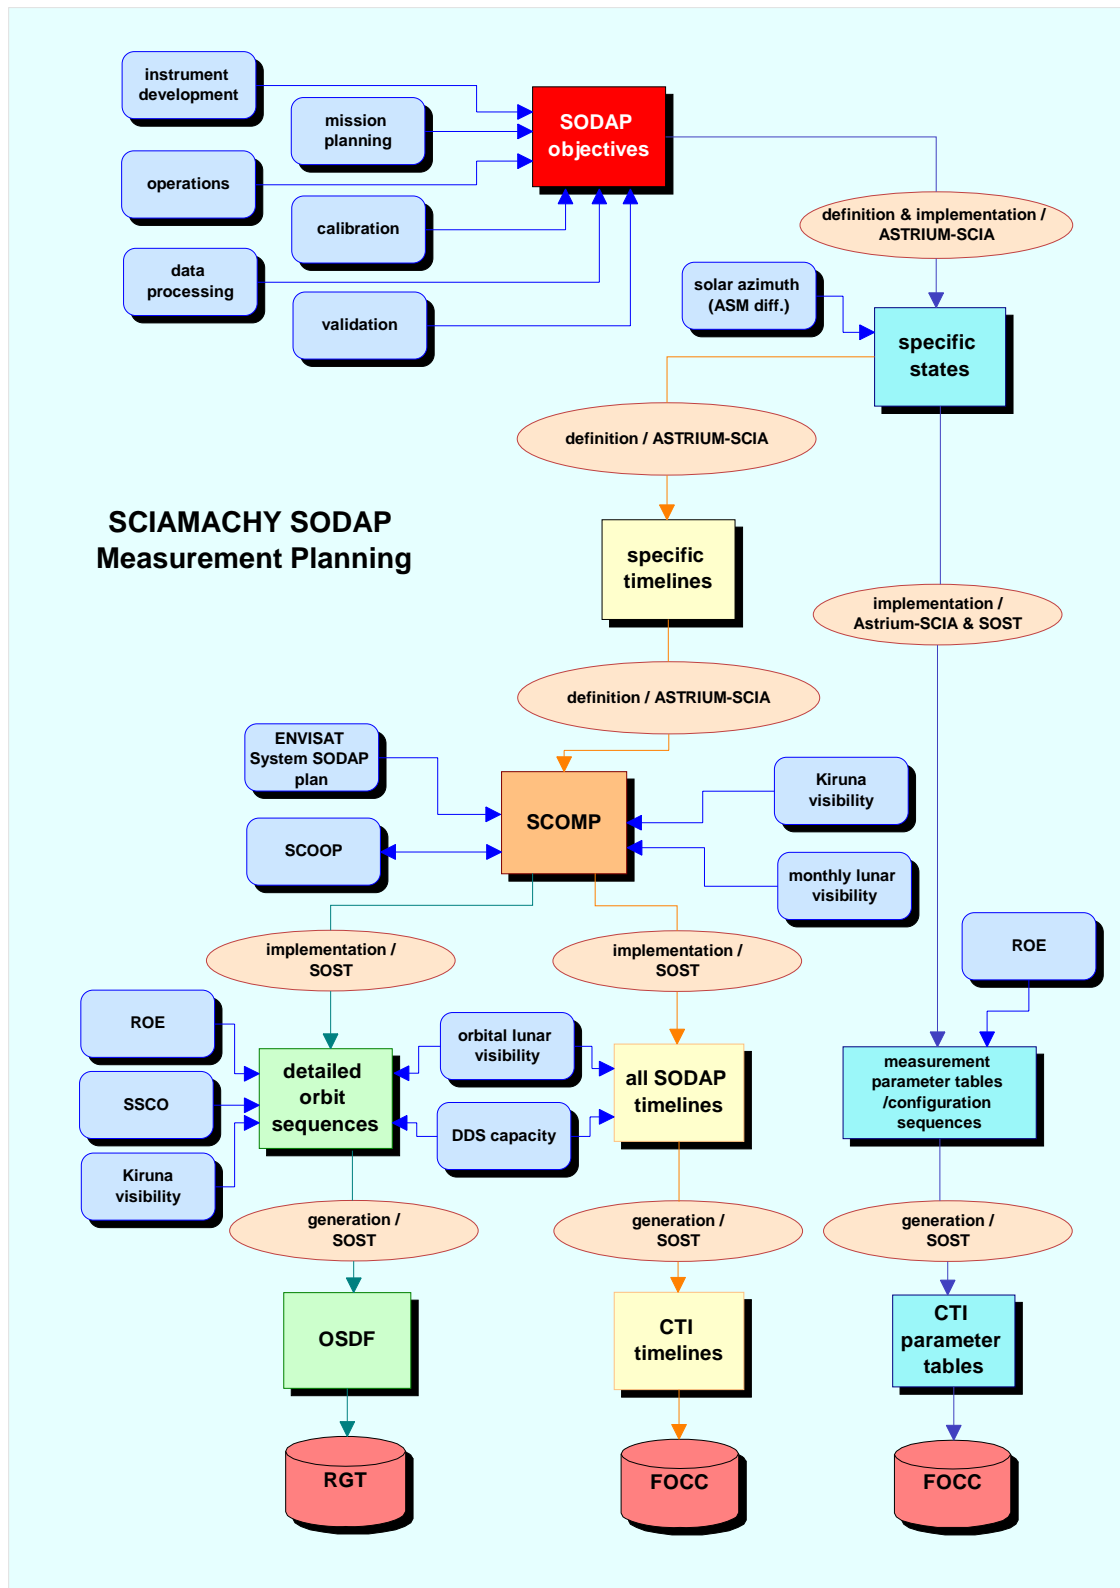 instrument
development
mission
planning
SODAP
objectives
operations
calibration
definition & implementation /
ASTRIUM-SCIA
data
processing
solar azimuth
(ASM diff.)
validation
specific
states
definition / ASTRIUM-SCIA
SCIAMACHY SODAP
Measurement Planning
specific
timelines
implementation /
Astrium-SCIA & SOST
definition / ASTRIUM-SCIA
ENVISAT
System SODAP
plan
Kiruna
visibility
SCOMP
SCOOP
monthly lunar
visibility
implementation /
SOST
implementation /
SOST
ROE
ROE
orbital lunar
visibility
detailed
orbit
sequences
all SODAP
timelines
measurement
parameter tables
/configuration
sequences
SSCO
DDS capacity
Kiruna
visibility
generation /
SOST
generation /
SOST
generation /
SOST
OSDF
CTI
timelines
CTI
parameter
tables
RGT
FOCC
FOCC